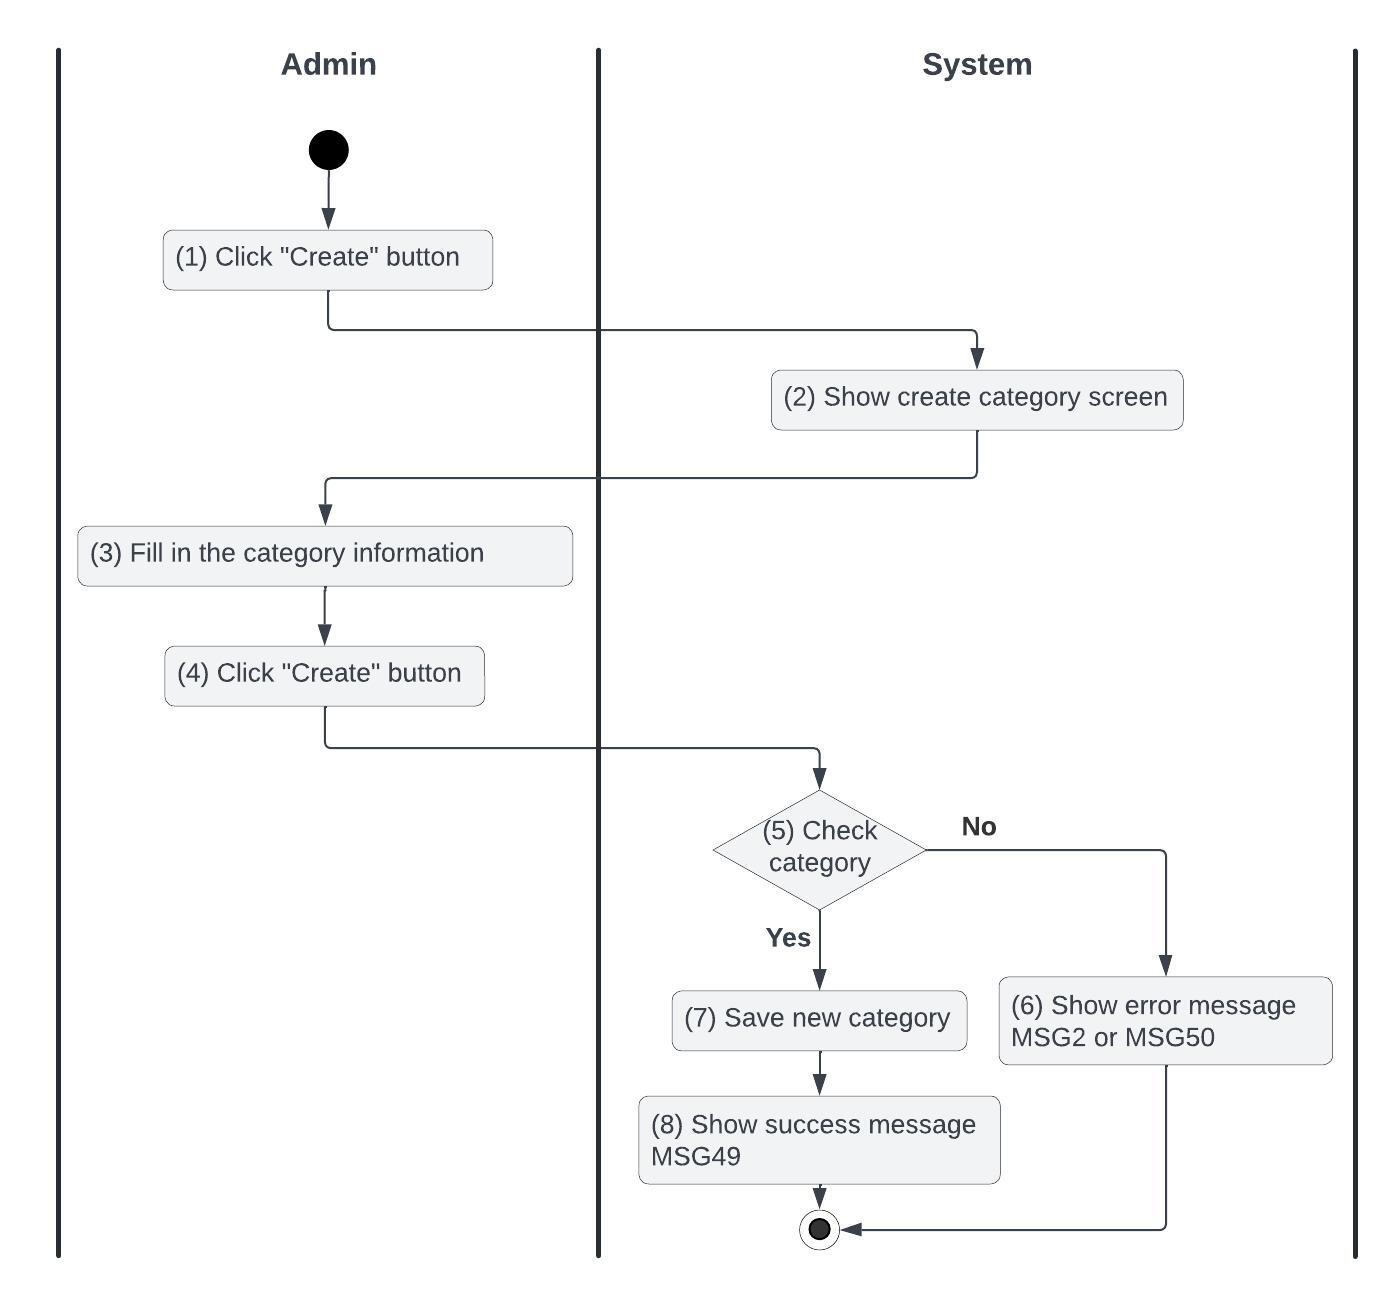 Admin
System
(1) Click "Create" button
(2) Show create category screen
(3) Fill in the category information
(4) Click "Create" button
(5) Check
category
No
Yes
(7) Save new category
(6) Show error message
MSG2 or MSG50
(8) Show success message
MSG49